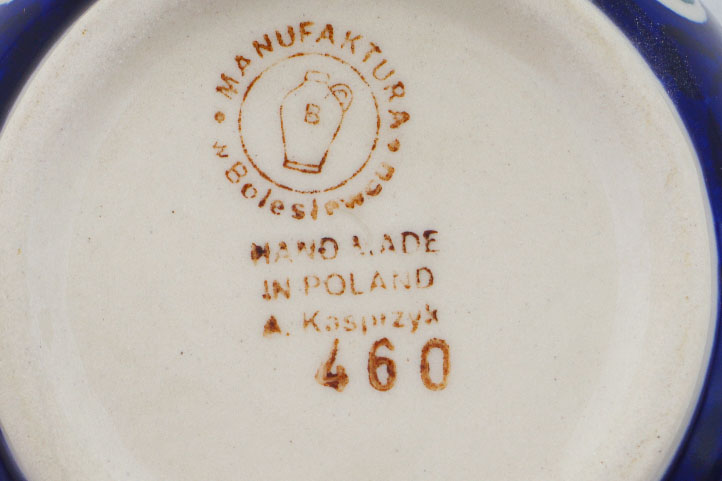 MANUFAKTURA
w Bolesławcu
B
HAND MADE
IN POLAND
A. Kasprzyk
460